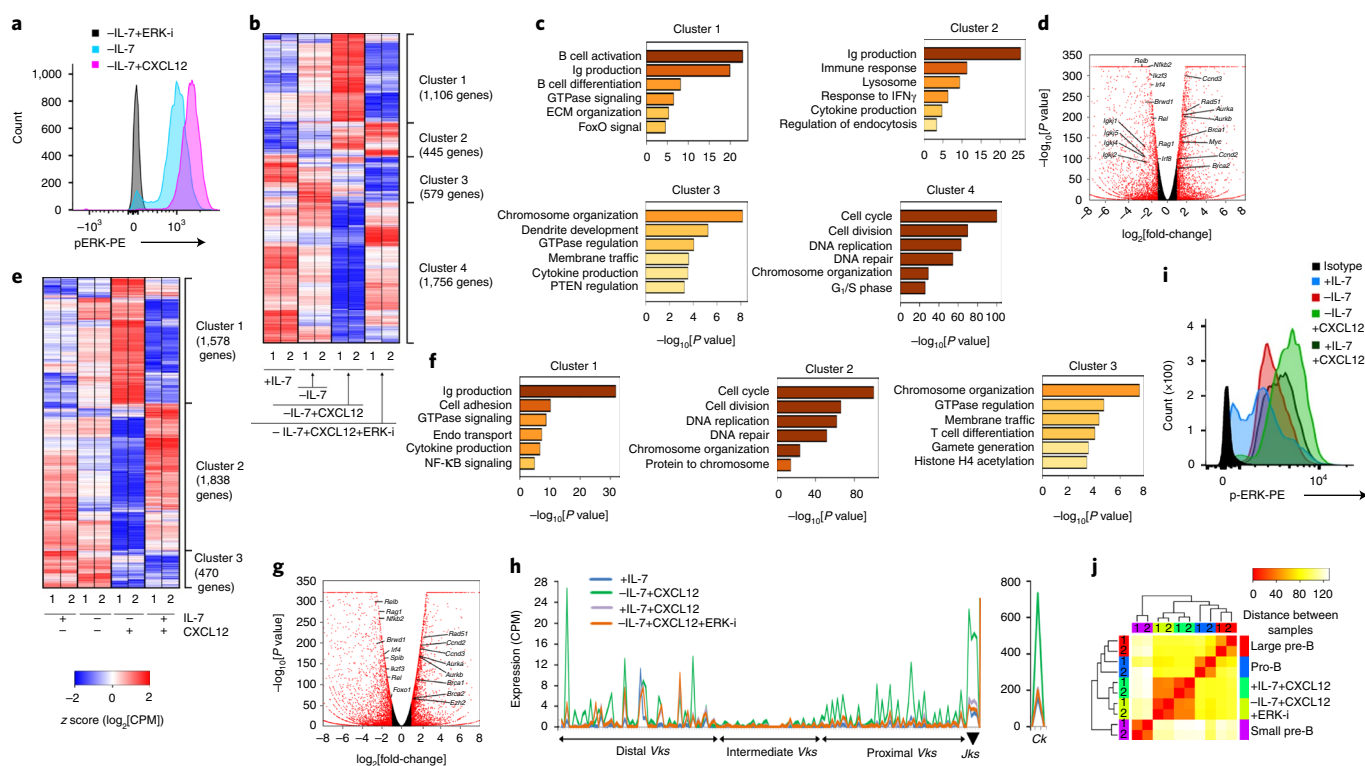 a
–IL-7+ERK-i
–IL-7
–IL-7+CXCL12
1,000
800
600
400
200
0
Count
–10³
0
10³
pERK-PE
b
Cluster 1
(1,106 genes)
Cluster 2
(445 genes)
Cluster 3
(579 genes)
Cluster 4
(1,756 genes)
1 2 1 2 1 2 1 2
+IL-7
–IL-7
–IL-7+CXCL12
– IL-7+CXCL12+ERK-i
c
Cluster 1
B cell activation
Ig production
B cell differentiation
GTPase signaling
ECM organization
FoxO signal
0 5 10 15 20
Cluster 2
Ig production
Immune response
Lysosome
Response to IFNγ
Cytokine production
Regulation of endocytosis
0 5 10 15 20 25
Cluster 3
Chromosome organization
Dendrite development
GTPase regulation
Membrane traffic
Cytokine production
PTEN regulation
0 2 4 6 8
–log₁₀[P value]
Cluster 4
Cell cycle
Cell division
DNA replication
DNA repair
Chromosome organization
G₁/S phase
0 20 40 60 80 100
–log₁₀[P value]
d
350
300
250
200
150
100
50
0
–log₁₀[P value]
Relb
Nfkb2
Ikzf3
Irf4
Brwd1
Rel
Igkj1
Igkj5
Igkj4
Igkj2
Rag1
Irf8
Ccnd3
Rad51
Aurka
Aurkb
Brca1
Myc
Ccnd2
Brca2
–8 –6 –4 –2 0 2 4 6 8
log₂[fold-change]
e
Cluster 1
(1,578
genes)
Cluster 2
(1,838
genes)
Cluster 3
(470
genes)
1 2 1 2 1 2 1 2
+ – – + IL-7
– – + + CXCL12
–2 0 2
z score (log₂[CPM])
f
Cluster 1
Ig production
Cell adhesion
GTPase signaling
Endo transport
Cytokine production
NF-κB signaling
0 10 20 30
–log₁₀[P value]
Cluster 2
Cell cycle
Cell division
DNA replication
DNA repair
Chromosome organization
Protein to chromosome
0 40 80
–log₁₀[P value]
Cluster 3
Chromosome organization
GTPase regulation
Membrane traffic
T cell differentiation
Gamete generation
Histone H4 acetylation
0 2 4 6 8
–log₁₀[P value]
g
350
300
250
200
150
100
50
0
–log₁₀[P value]
Relb
Rag1
Nfkb2
Brwd1
Irf4
Spib
Ikzf3
Rel
Foxo1
Rad51
Ccnd2
Ccnd3
Aurka
Aurkb
Brca1
Brca2
Ezh2
–8 –6 –4 –2 0 2 4 6 8
log₂[fold-change]
h
+IL-7
–IL-7+CXCL12
+IL-7+CXCL12
–IL-7+CXCL12+ERK-i
28
24
20
16
12
8
4
0
Expression (CPM)
Distal Vks
Intermediate Vks
Proximal Vks
Jks
800
600
400
200
0
Ck
i
Isotype
+IL-7
–IL-7
–IL-7
+CXCL12
+IL-7
+CXCL12
4
3
2
1
0
Count (×100)
0
10⁴
p-ERK-PE
j
0 40 80 120
Distance between
samples
1 2 1 2 1 2 1 2 1 2
1
2
Large pre-B
1
2
Pro-B
1
2
+IL-7+CXCL12
1
2
–IL-7+CXCL12
+ERK-i
1
2
Small pre-B